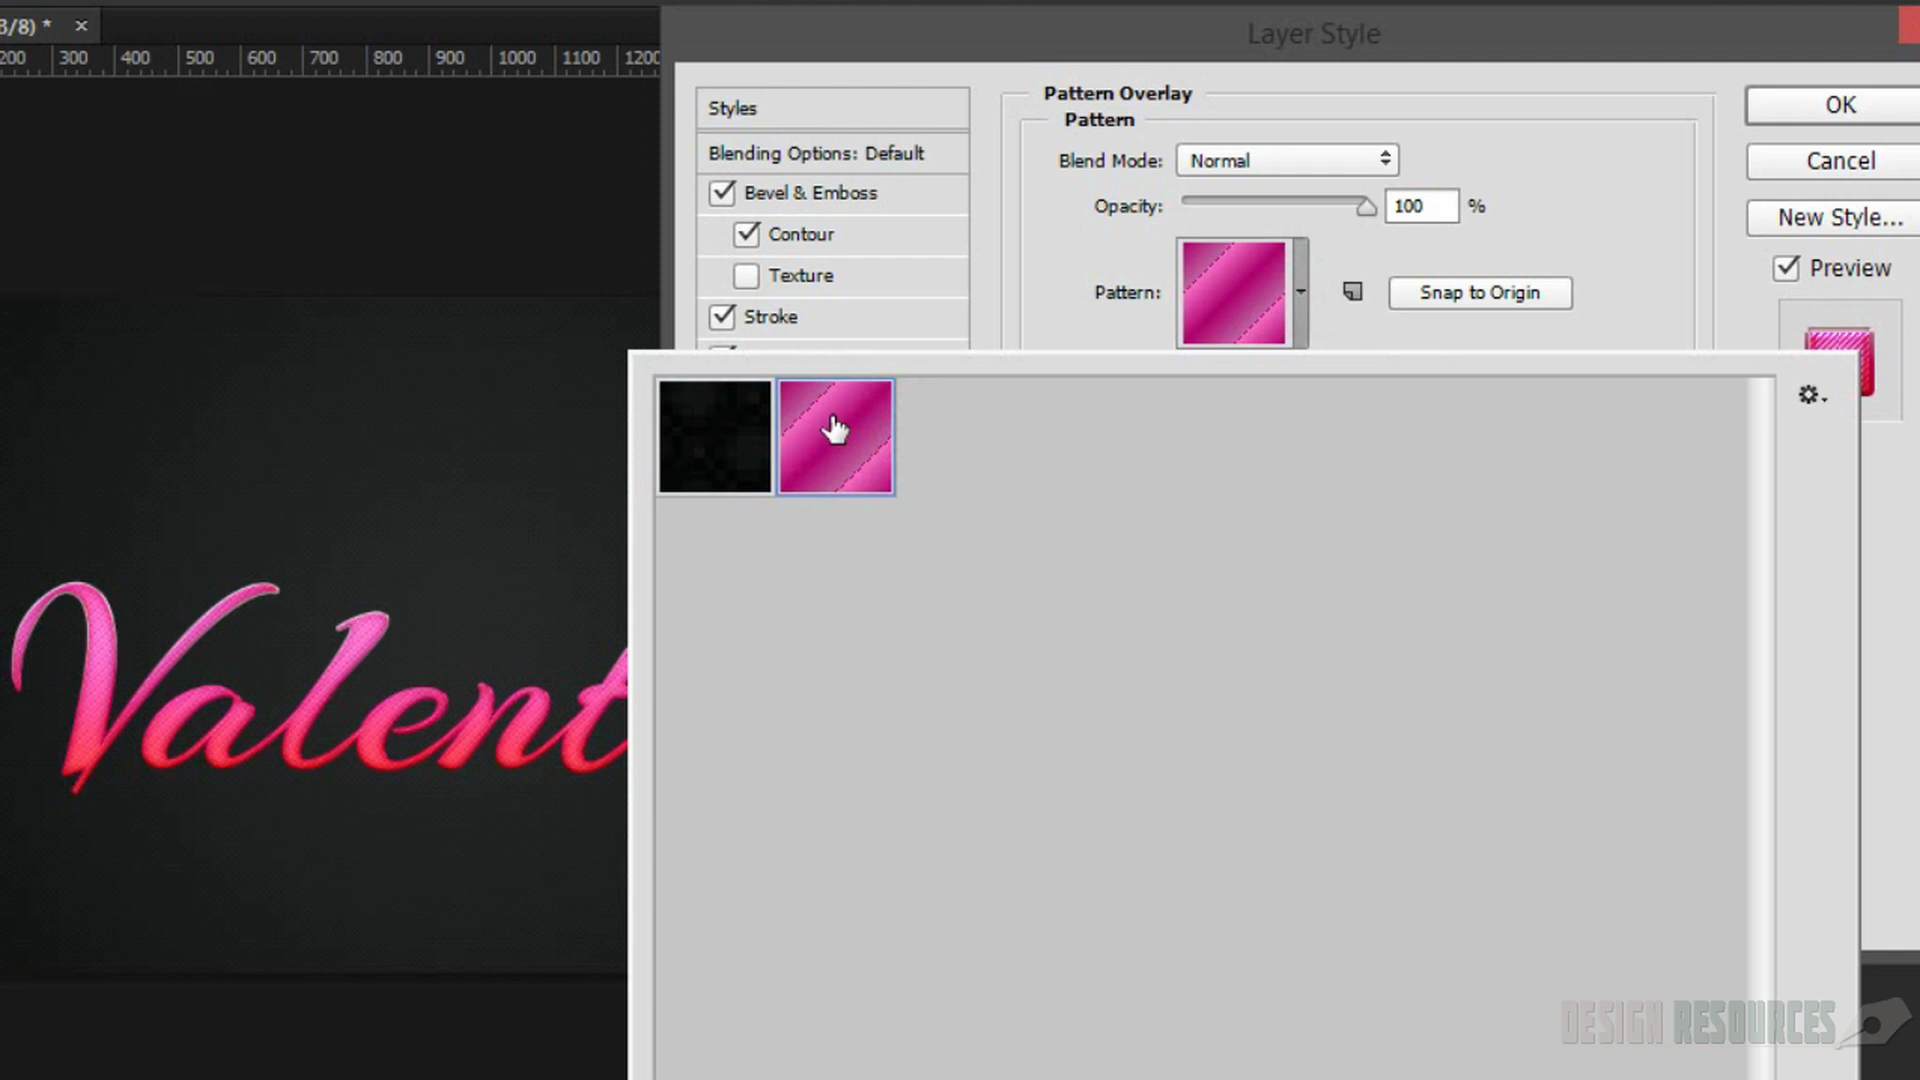 3/8) * ×
200 300 400 500 600 700 800 900 1000 1100 1200
Layer Style
Styles
Blending Options: Default
Bevel & Emboss
Contour
Texture
Stroke
Pattern Overlay
Pattern
Blend Mode: Normal
Opacity: 100 %
Pattern: Snap to Origin
OK
Cancel
New Style...
Preview
Valent
DESIGN RESOURCES